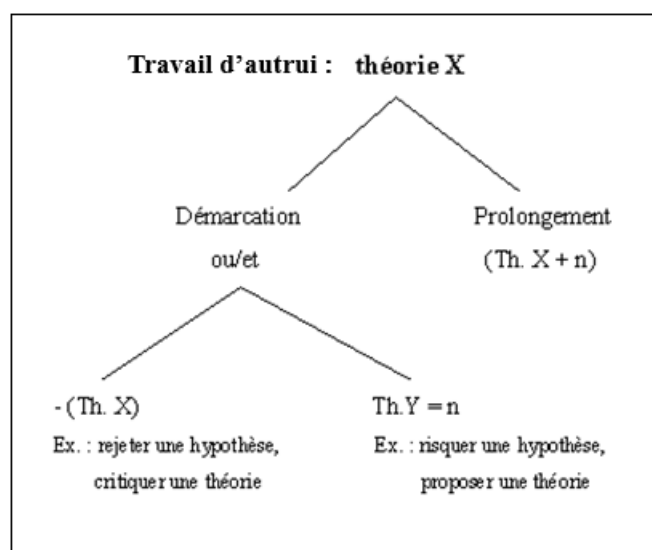 Travail d'autrui : théorie X
Démarcation
Prolongement
ou/et
(Th. X + n)
- (Th. X)
Th.Y = n
Ex. : rejeter une hypothèse,
critiquer une théorie
Ex. : risquer une hypothèse,
proposer une théorie